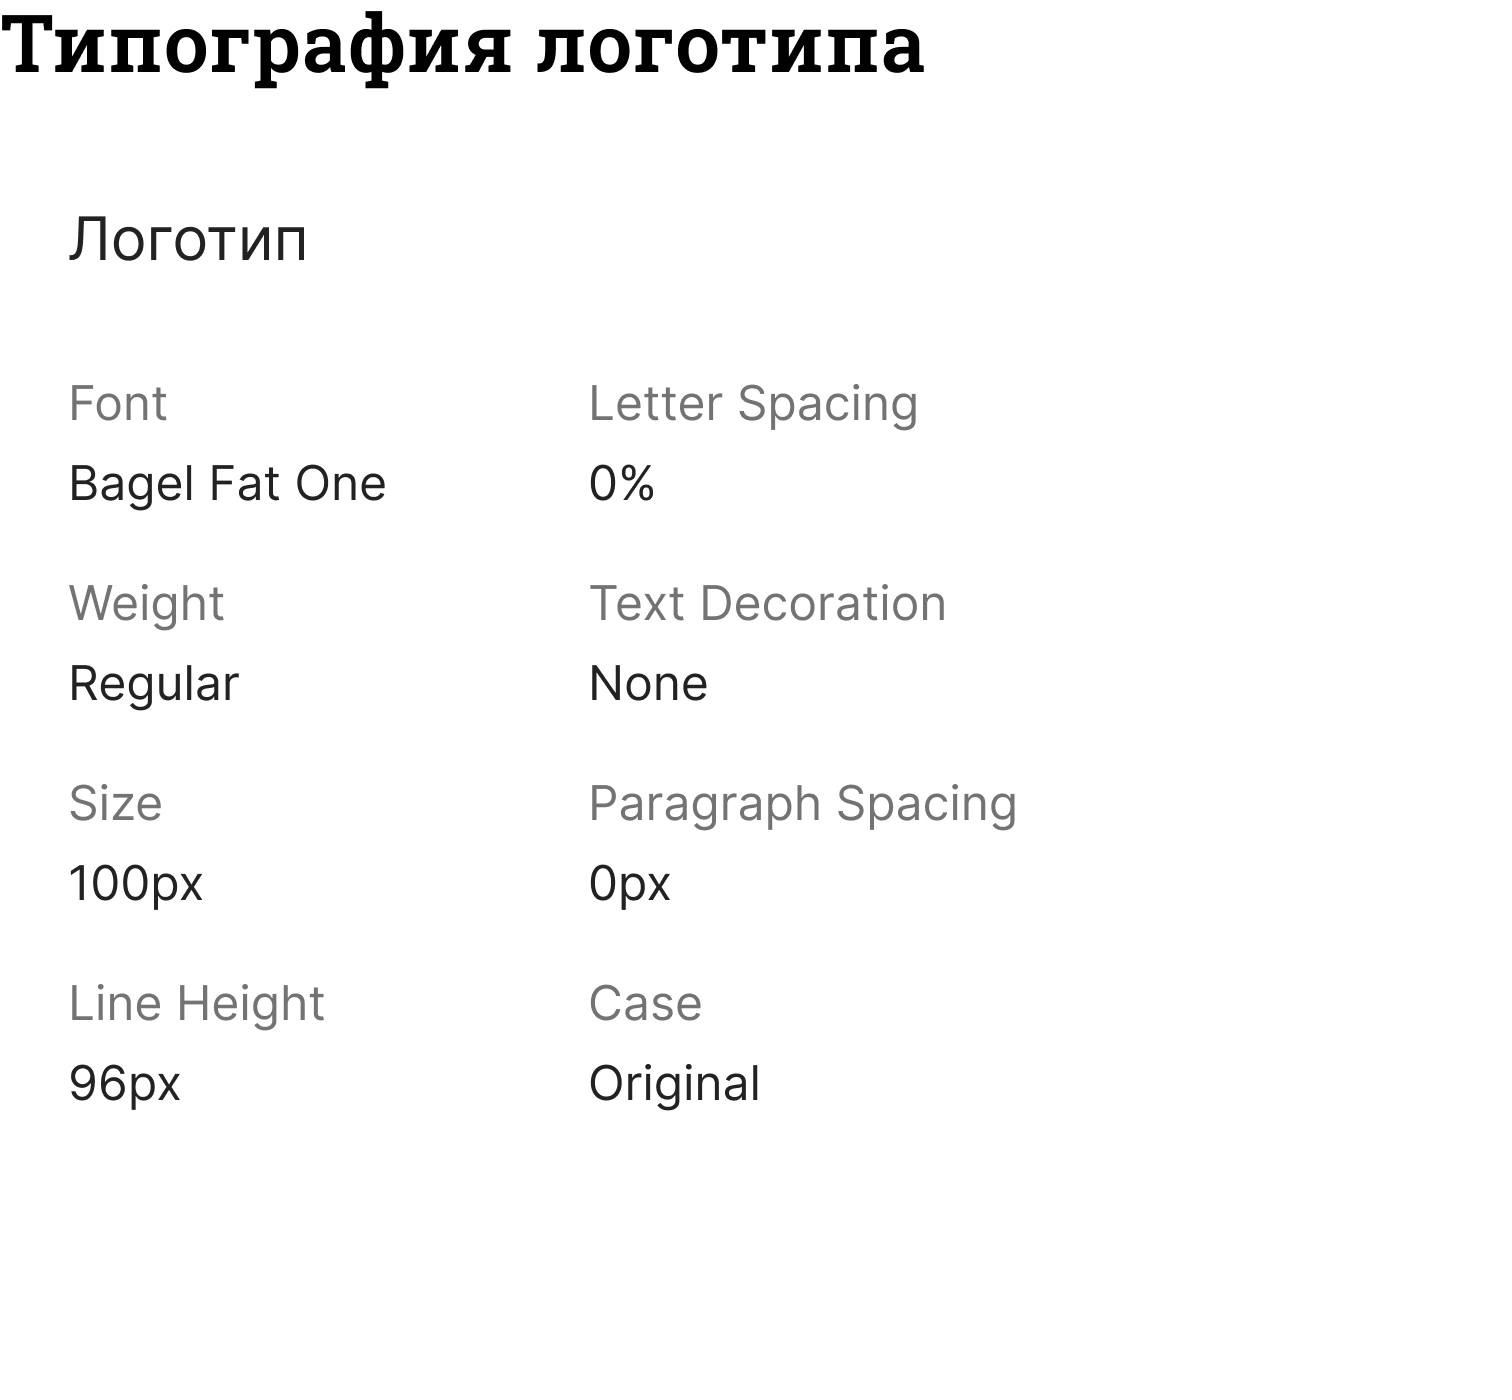 Типография логотипа
Логотип
Font
Letter Spacing
Bagel Fat One
0%
Weight
Text Decoration
Regular
None
Size
Paragraph Spacing
100px
0px
Line Height
Case
96px
Original